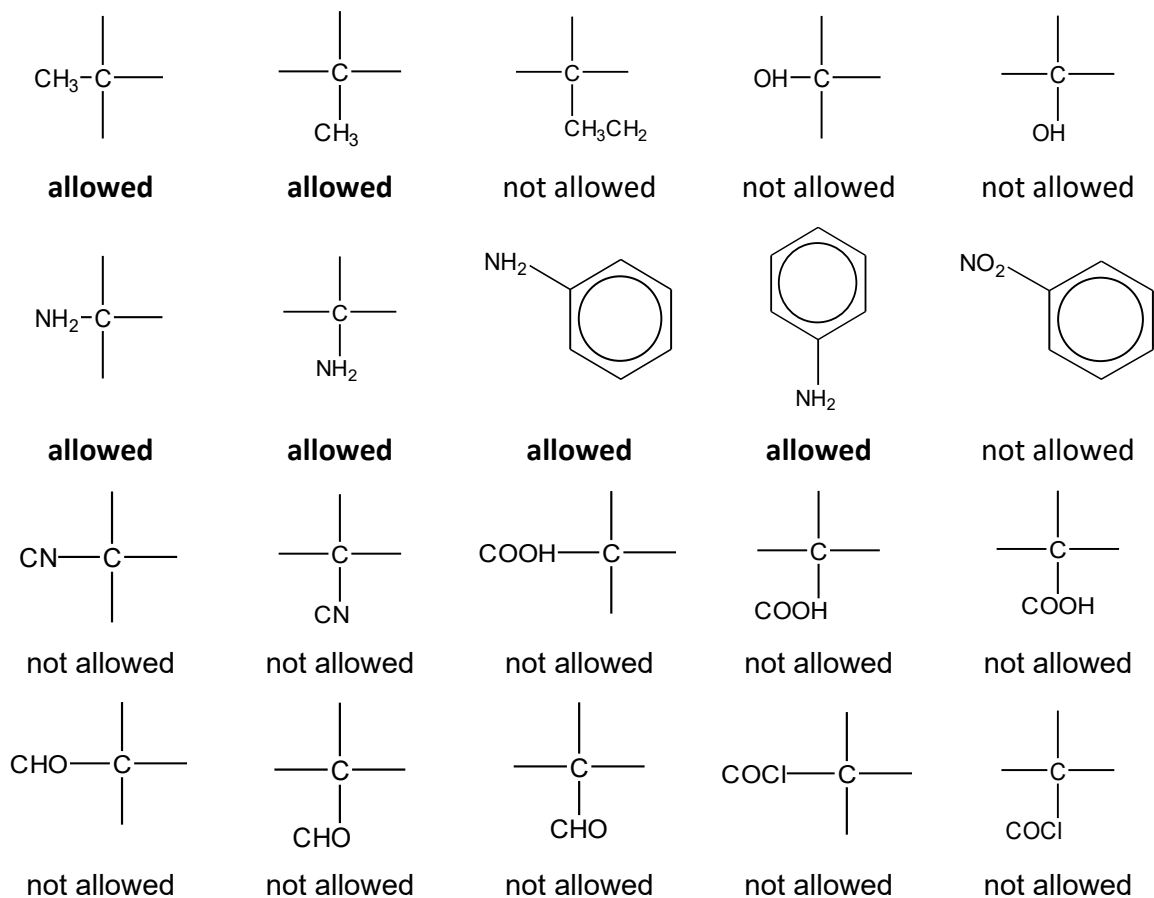 CH₃ C C C OH C C
CH₃ CH₃CH₂ OH
allowed allowed not allowed not allowed not allowed
NH₂ NO₂
NH₂ C C
NH₂ NH₂
allowed allowed allowed allowed not allowed
CN C C COOH C C C
CN COOH COOH
not allowed not allowed not allowed not allowed not allowed
CHO C C C COCl C C
CHO CHO COCl
not allowed not allowed not allowed not allowed not allowed